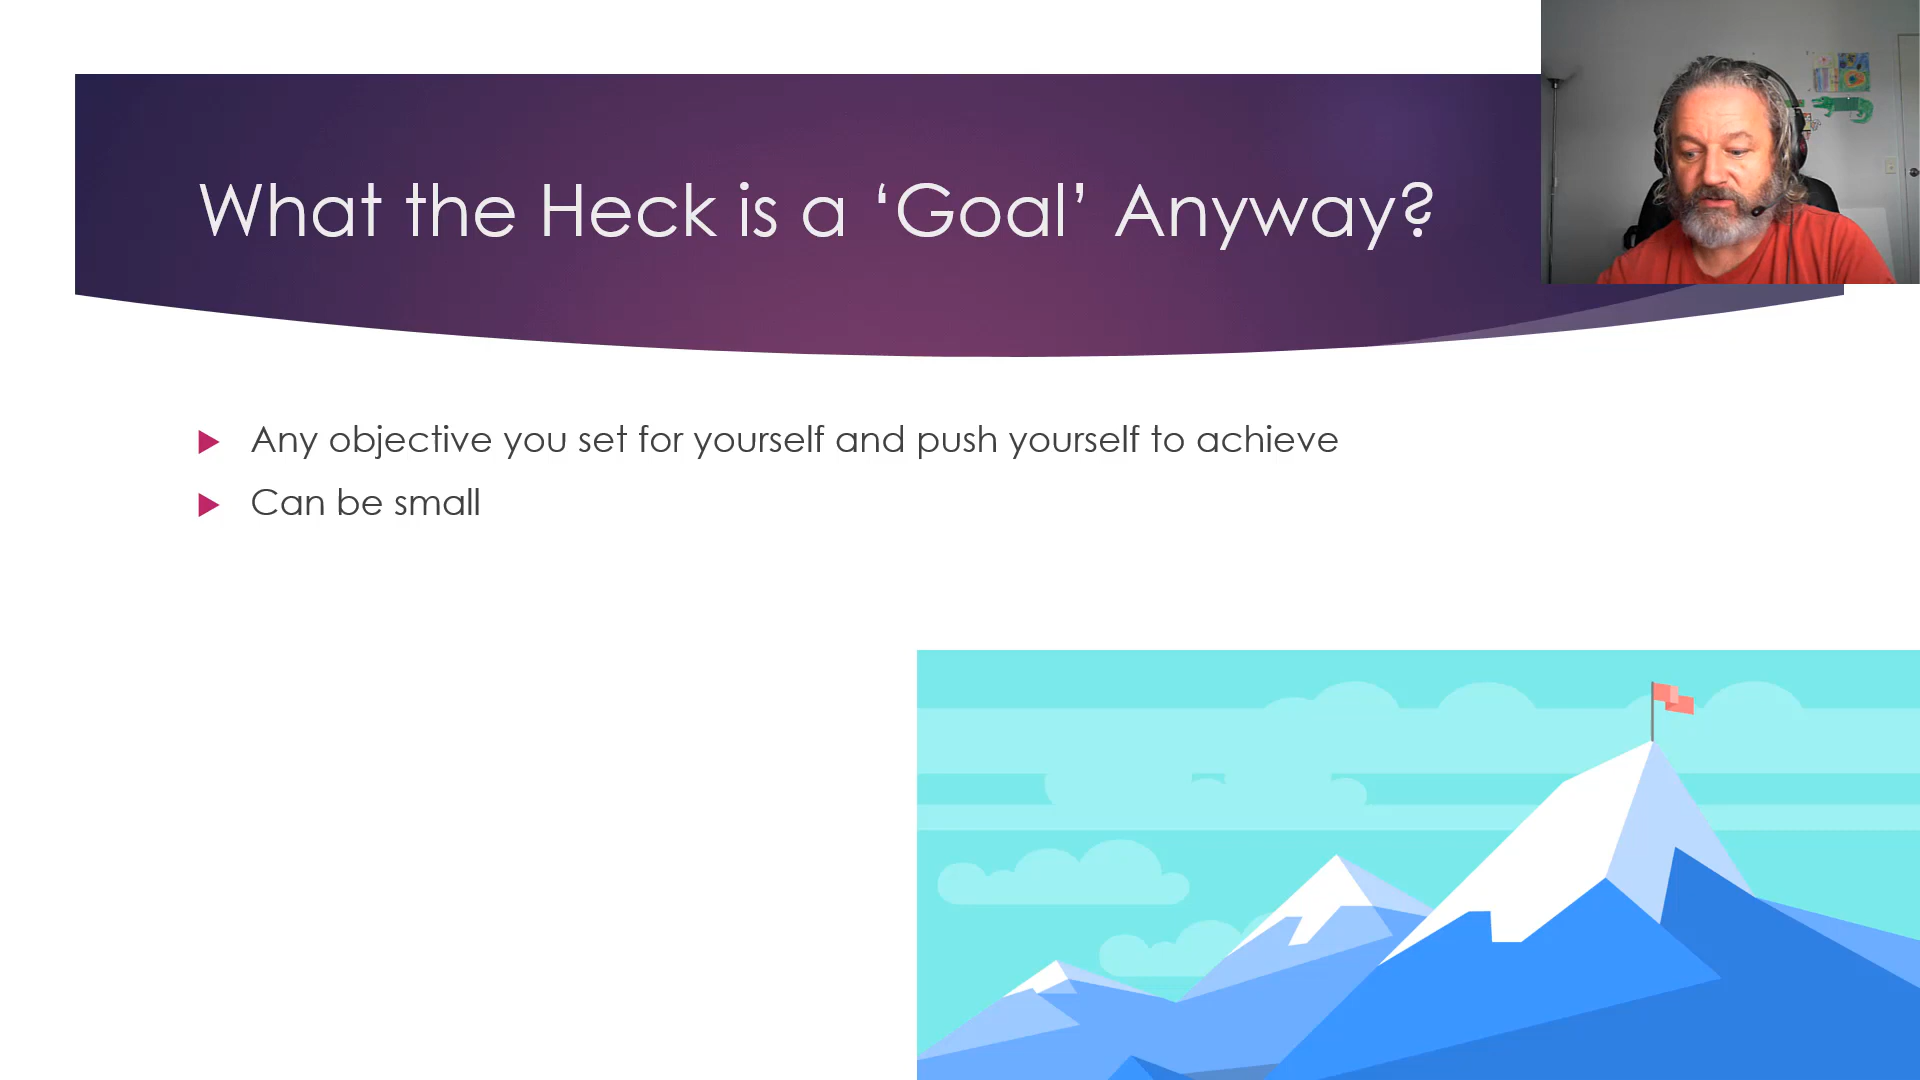 What the Heck is a ‘Goal’ Anyway?
Any objective you set for yourself and push yourself to achieve
Can be small